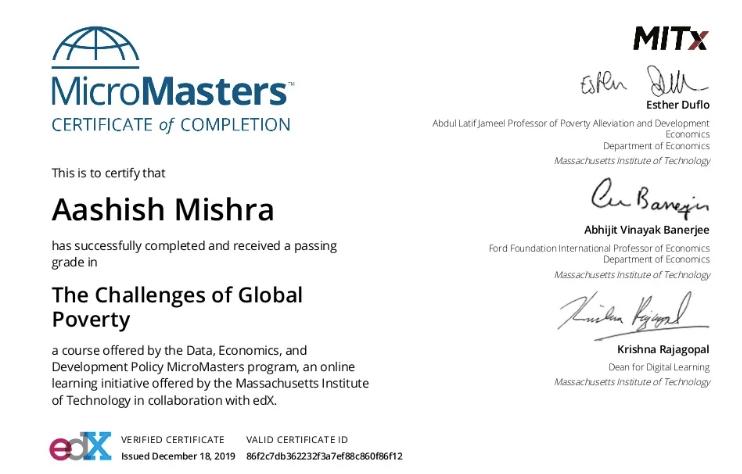 MicroMasters™
CERTIFICATE of COMPLETION
This is to certify that
Aashish Mishra
has successfully completed and received a passing
grade in
The Challenges of Global
Poverty
a course offered by the Data, Economics, and
Development Policy MicroMasters program, an online
learning initiative offered by the Massachusetts Institute
of Technology in collaboration with edX.
edX
VERIFIED CERTIFICATE
Issued December 18, 2019
VALID CERTIFICATE ID
86f2c7db362232f3a7ef88c860f86f12
MITx
Esther Duflo
Abdul Latif Jameel Professor of Poverty Alleviation and Development
Economics
Department of Economics
Massachusetts Institute of Technology
Banerjee
Abhijit Vinayak Banerjee
Ford Foundation International Professor of Economics
Department of Economics
Massachusetts Institute of Technology
Krishna Rajagopal
Krishna Rajagopal
Dean for Digital Learning
Massachusetts Institute of Technology